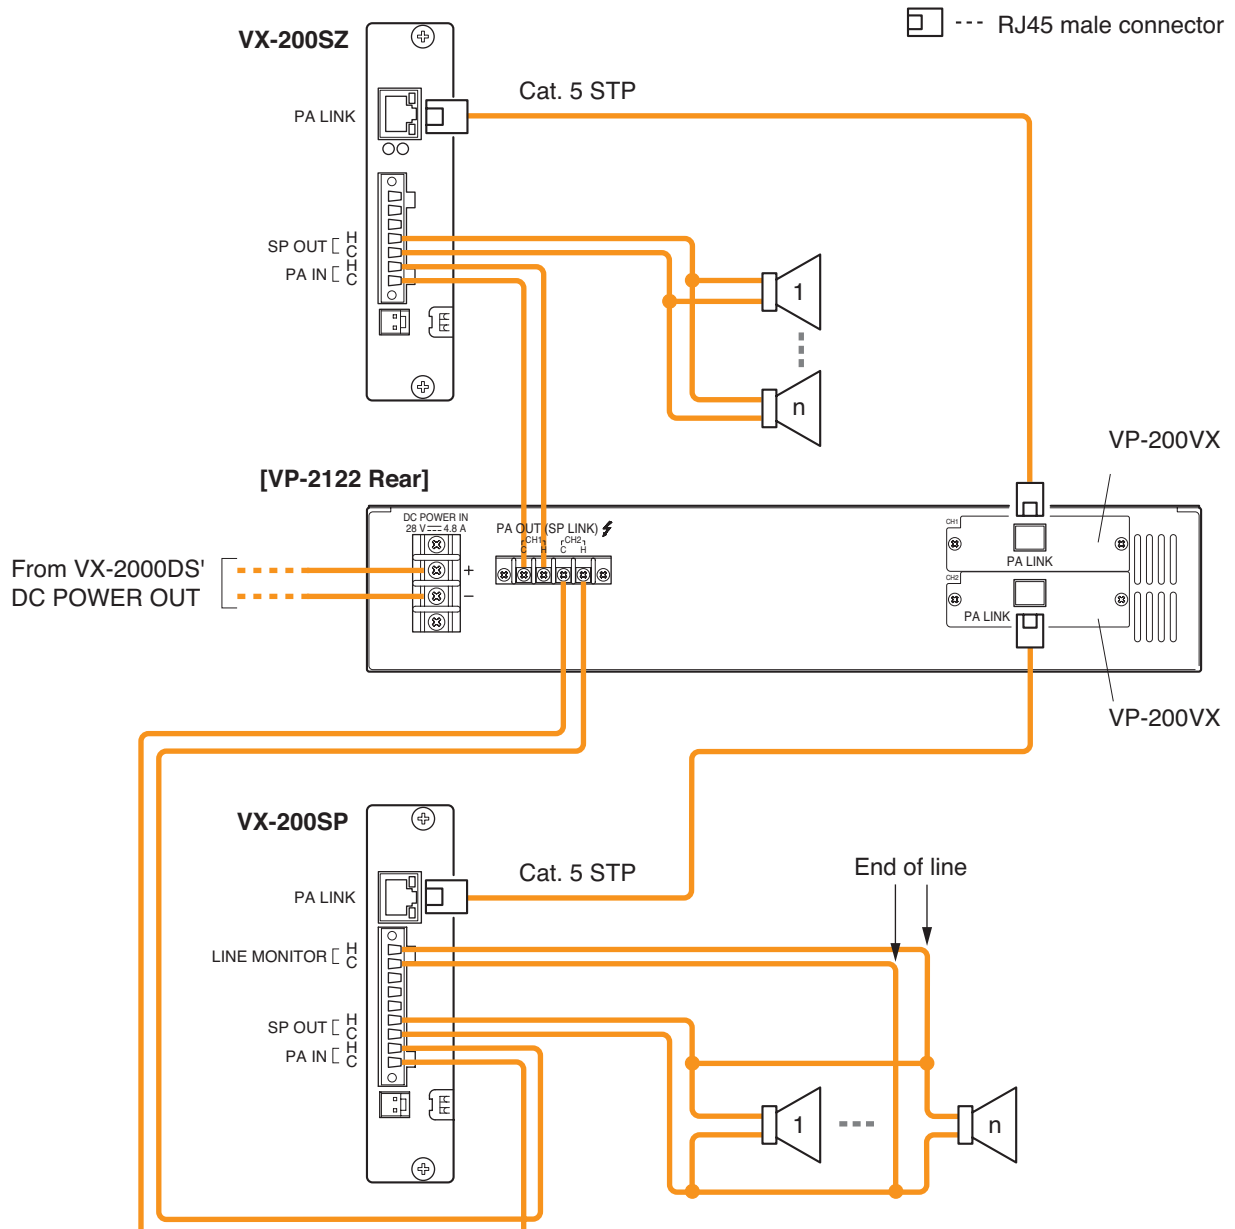 RJ45 male connector
VX-200SZ
Cat. 5 STP
PA LINK
SP OUT H
C
PA IN H
C
1
n
VP-200VX
[VP-2122 Rear]
DC POWER IN
28 V 4.8 A
+
−
PA OUT (SP LINK)
CH1 CH2
C H C H
CH1
PA LINK
CH2
PA LINK
From VX-2000DS'
DC POWER OUT
VP-200VX
VX-200SP
Cat. 5 STP
End of line
PA LINK
LINE MONITOR H
C
SP OUT H
C
PA IN H
C
1
n